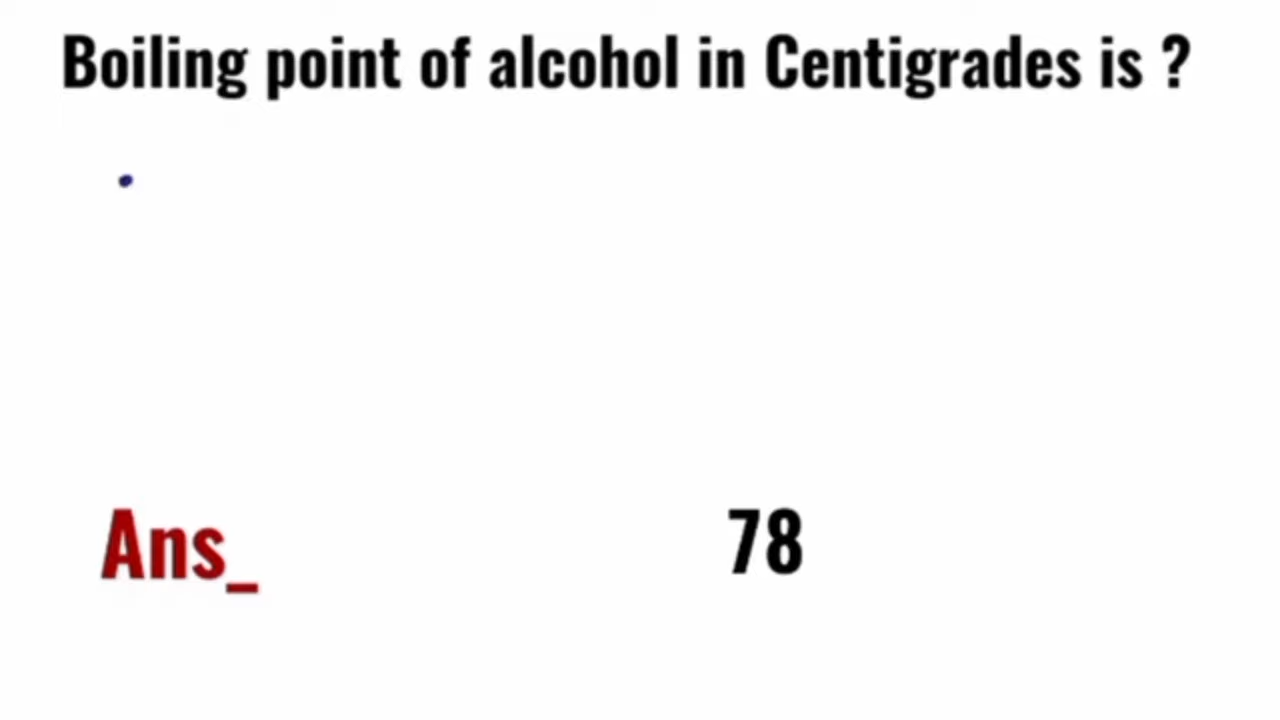 Boiling point of alcohol in Centigrades is ?
Ans_ 78